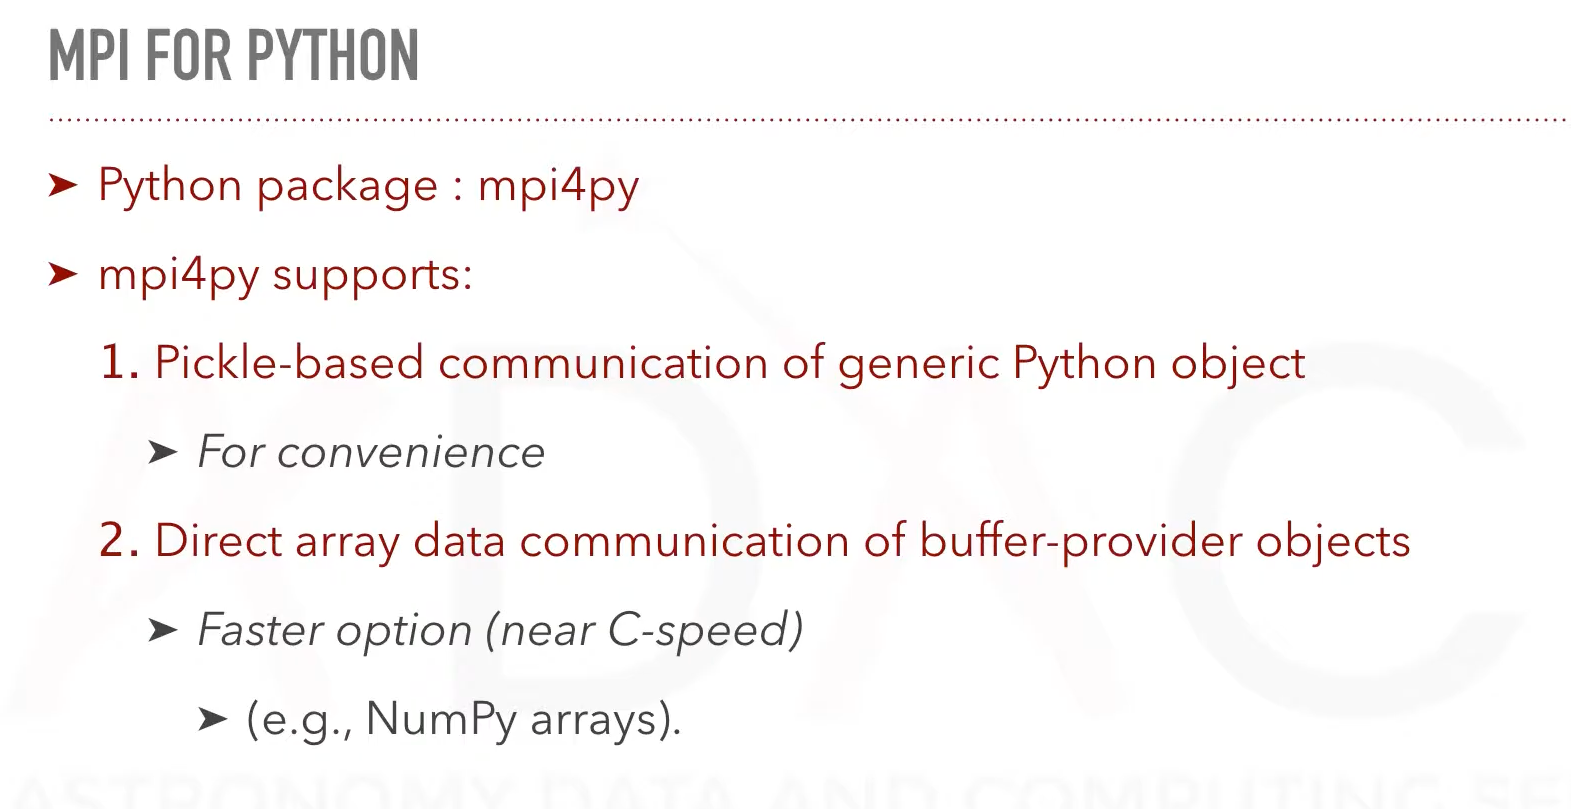 MPI FOR PYTHON
➤ Python package : mpi4py
➤ mpi4py supports:
1. Pickle-based communication of generic Python object
➤ For convenience
2. Direct array data communication of buffer-provider objects
➤ Faster option (near C-speed)
➤ (e.g., NumPy arrays).
ADAC
ASTRONOMY DATA AND COMPUTING SE